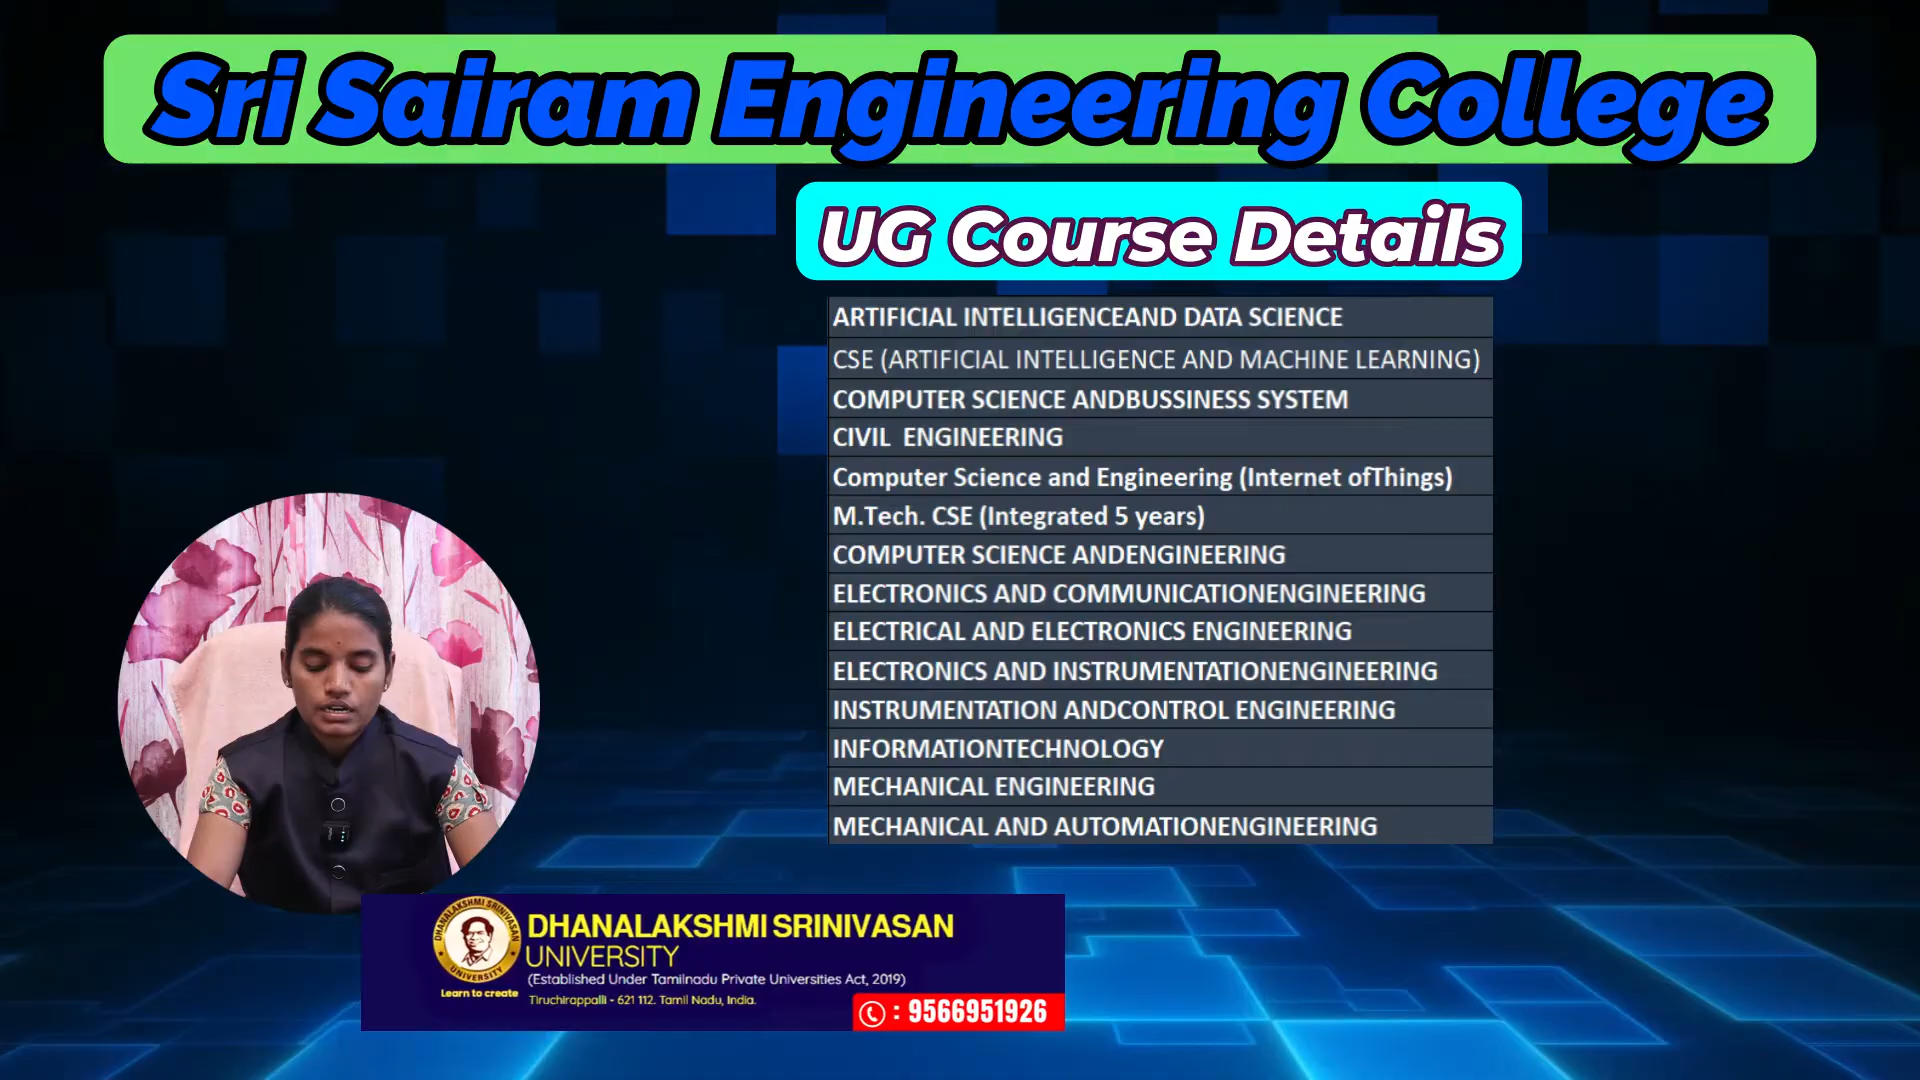 Sri Sairam Engineering College
UG Course Details
ARTIFICIAL INTELLIGENCEAND DATA SCIENCE
CSE (ARTIFICIAL INTELLIGENCE AND MACHINE LEARNING)
COMPUTER SCIENCE ANDBUSSINESS SYSTEM
CIVIL ENGINEERING
Computer Science and Engineering (Internet ofThings)
M.Tech. CSE (Integrated 5 years)
COMPUTER SCIENCE ANDENGINEERING
ELECTRONICS AND COMMUNICATIONENGINEERING
ELECTRICAL AND ELECTRONICS ENGINEERING
ELECTRONICS AND INSTRUMENTATIONENGINEERING
INSTRUMENTATION ANDCONTROL ENGINEERING
INFORMATIONTECHNOLOGY
MECHANICAL ENGINEERING
MECHANICAL AND AUTOMATIONENGINEERING
DHANALAKSHMI SRINIVASAN
UNIVERSITY
Learn to create
DHANALAKSHMI SRINIVASAN
UNIVERSITY
(Established Under Tamilnadu Private Universities Act, 2019)
Tiruchirappalli - 621 112. Tamil Nadu, India.
: 9566951926